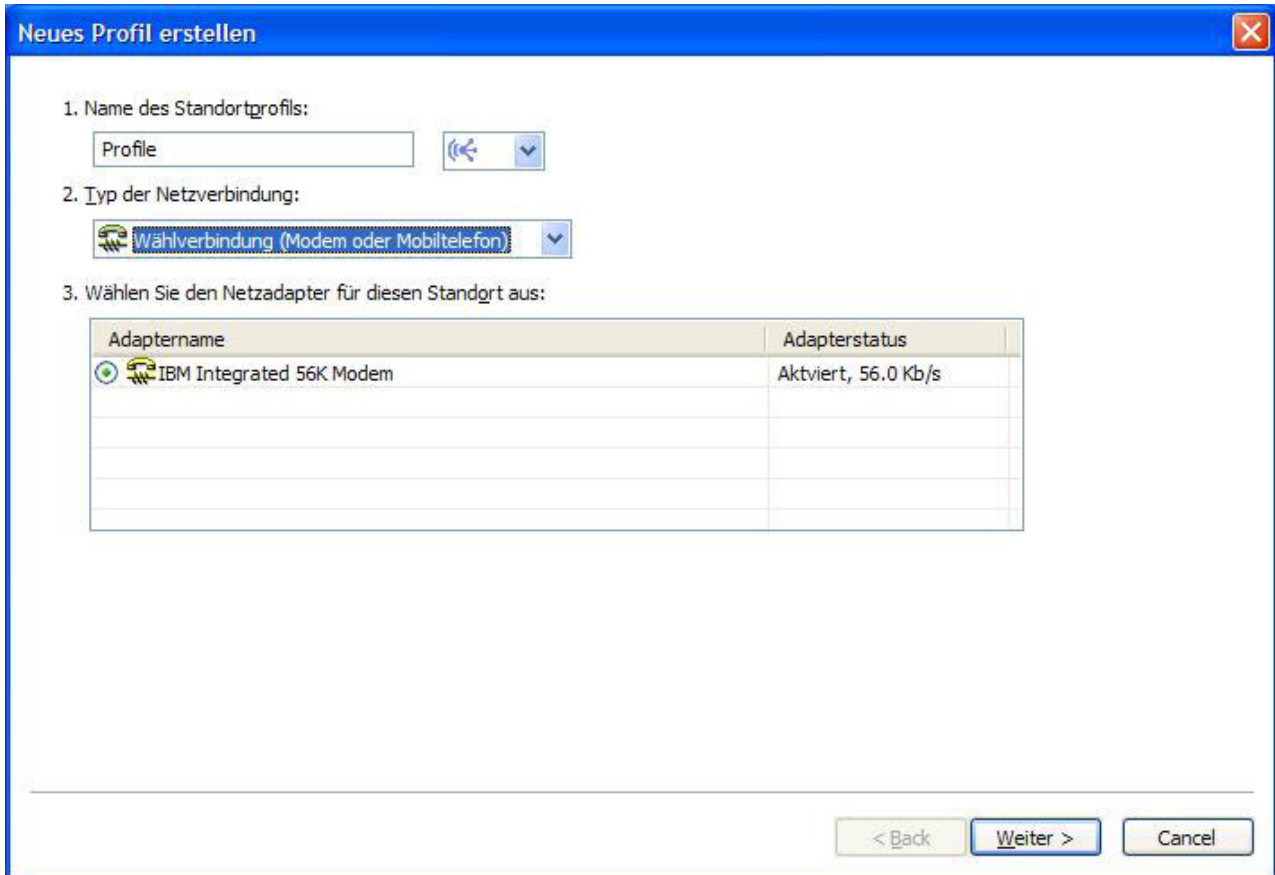 Neues Profil erstellen
1. Name des Standortprofils:
Profile
2. Typ der Netzverbindung:
Wählverbindung (Modem oder Mobiltelefon)
3. Wählen Sie den Netzadapter für diesen Standort aus:
Adaptername Adapterstatus
IBM Integrated 56K Modem Aktviert, 56.0 Kb/s
< Back Weiter > Cancel